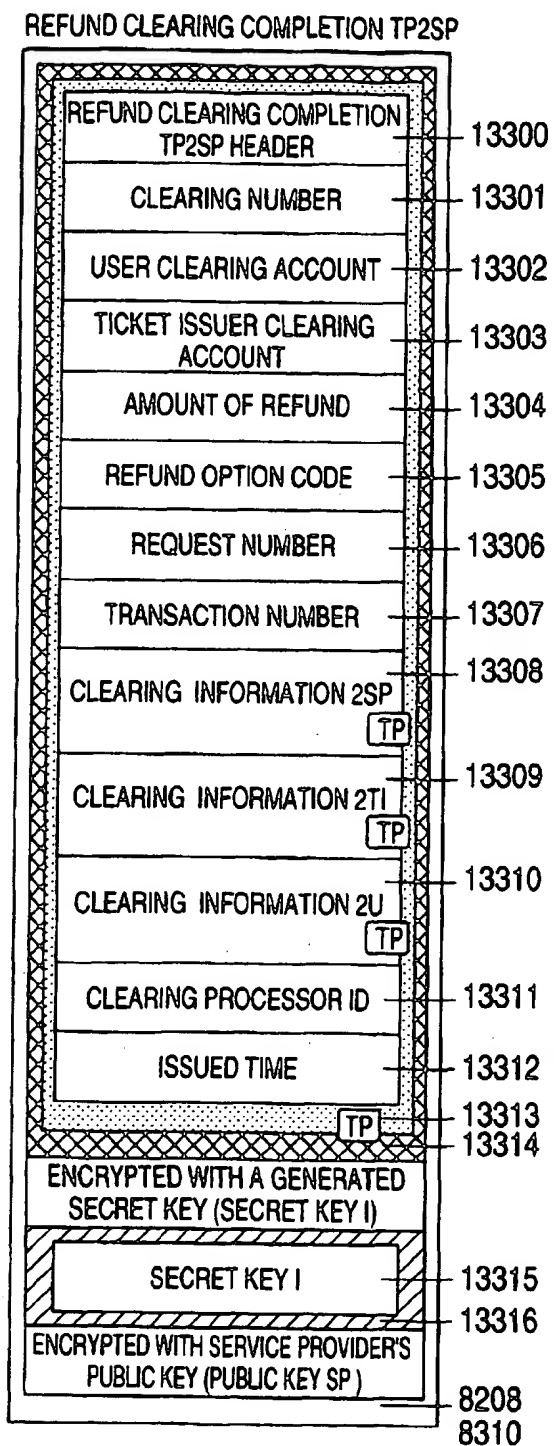 REFUND CLEARING COMPLETION TP2SP
REFUND CLEARING COMPLETION
TP2SP HEADER
13300
CLEARING NUMBER
13301
USER CLEARING ACCOUNT
13302
TICKET ISSUER CLEARING
ACCOUNT
13303
AMOUNT OF REFUND
13304
REFUND OPTION CODE
13305
REQUEST NUMBER
13306
TRANSACTION NUMBER
13307
13308
CLEARING INFORMATION 2SP
TP
13309
CLEARING INFORMATION 2TI
TP
13310
CLEARING INFORMATION 2U
TP
CLEARING PROCESSOR ID
13311
ISSUED TIME
13312
TP
13313
13314
ENCRYPTED WITH A GENERATED
SECRET KEY (SECRET KEY I)
SECRET KEY I
13315
13316
ENCRYPTED WITH SERVICE PROVIDER'S
PUBLIC KEY (PUBLIC KEY SP )
8208
8310